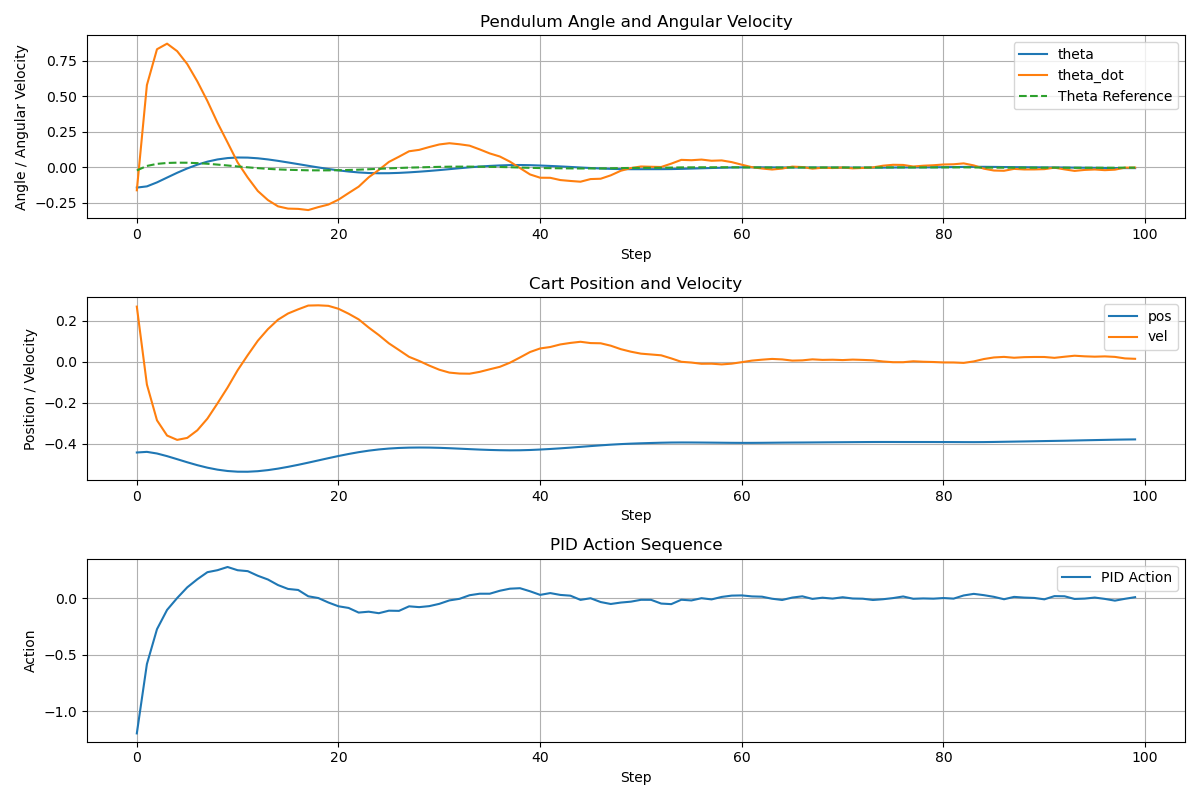 Pendulum Angle and Angular Velocity
Angle / Angular Velocity
0.75
0.50
0.25
0.00
−0.25
theta
theta_dot
Theta Reference
0
20
40
60
80
100
Step
Cart Position and Velocity
Position / Velocity
0.2
0.0
−0.2
−0.4
pos
vel
0
20
40
60
80
100
Step
PID Action Sequence
Action
0.0
−0.5
−1.0
PID Action
0
20
40
60
80
100
Step